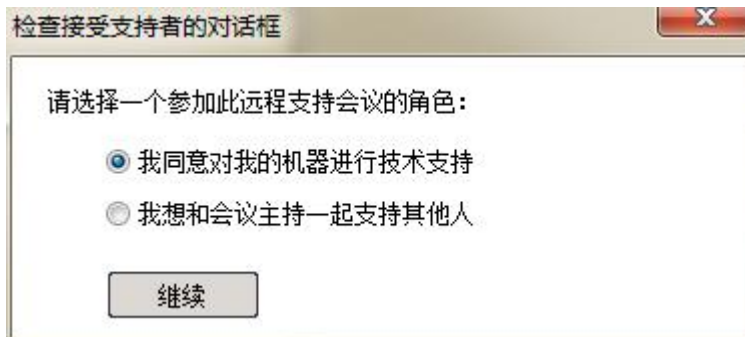 检查接受支持者的对话框
请选择一个参加此远程支持会议的角色：
我同意对我的机器进行技术支持
我想和会议主持一起支持其他人
继续